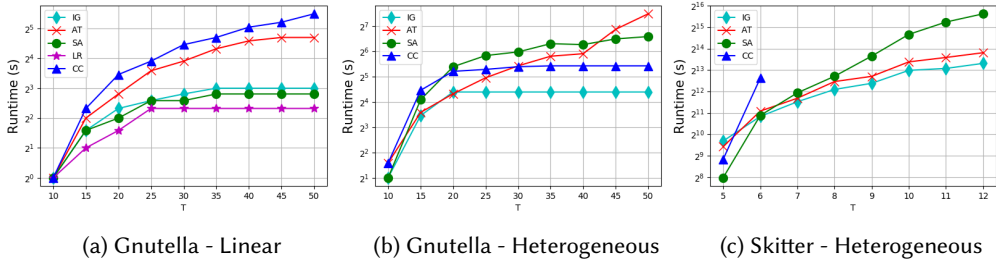 Runtime (s)
2^5
2^4
2^3
2^2
2^1
2^0
IG
AT
SA
LR
CC
10 15 20 25 30 35 40 45 50
T
(a) Gnutella - Linear
Runtime (s)
2^7
2^6
2^5
2^4
2^3
2^2
2^1
IG
AT
SA
CC
10 15 20 25 30 35 40 45 50
T
(b) Gnutella - Heterogeneous
Runtime (s)
2^16
2^15
2^14
2^13
2^12
2^11
2^10
2^9
2^8
IG
AT
SA
CC
5 6 7 8 9 10 11 12
T
(c) Skitter - Heterogeneous